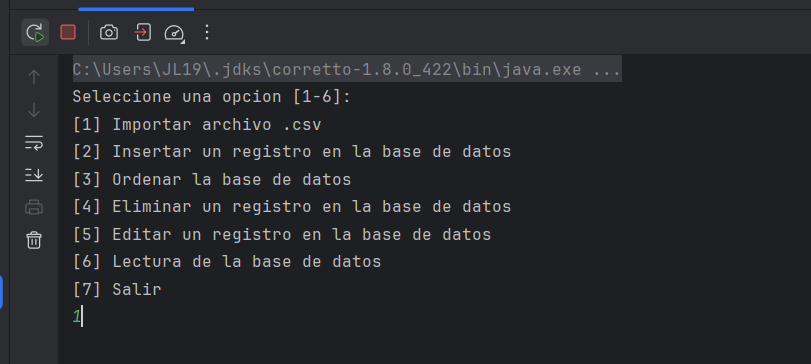 C:\Users\JL19\.jdks\corretto-1.8.0_422\bin\java.exe ...
Seleccione una opcion [1-6]:
[1] Importar archivo .csv
[2] Insertar un registro en la base de datos
[3] Ordenar la base de datos
[4] Eliminar un registro en la base de datos
[5] Editar un registro en la base de datos
[6] Lectura de la base de datos
[7] Salir
1